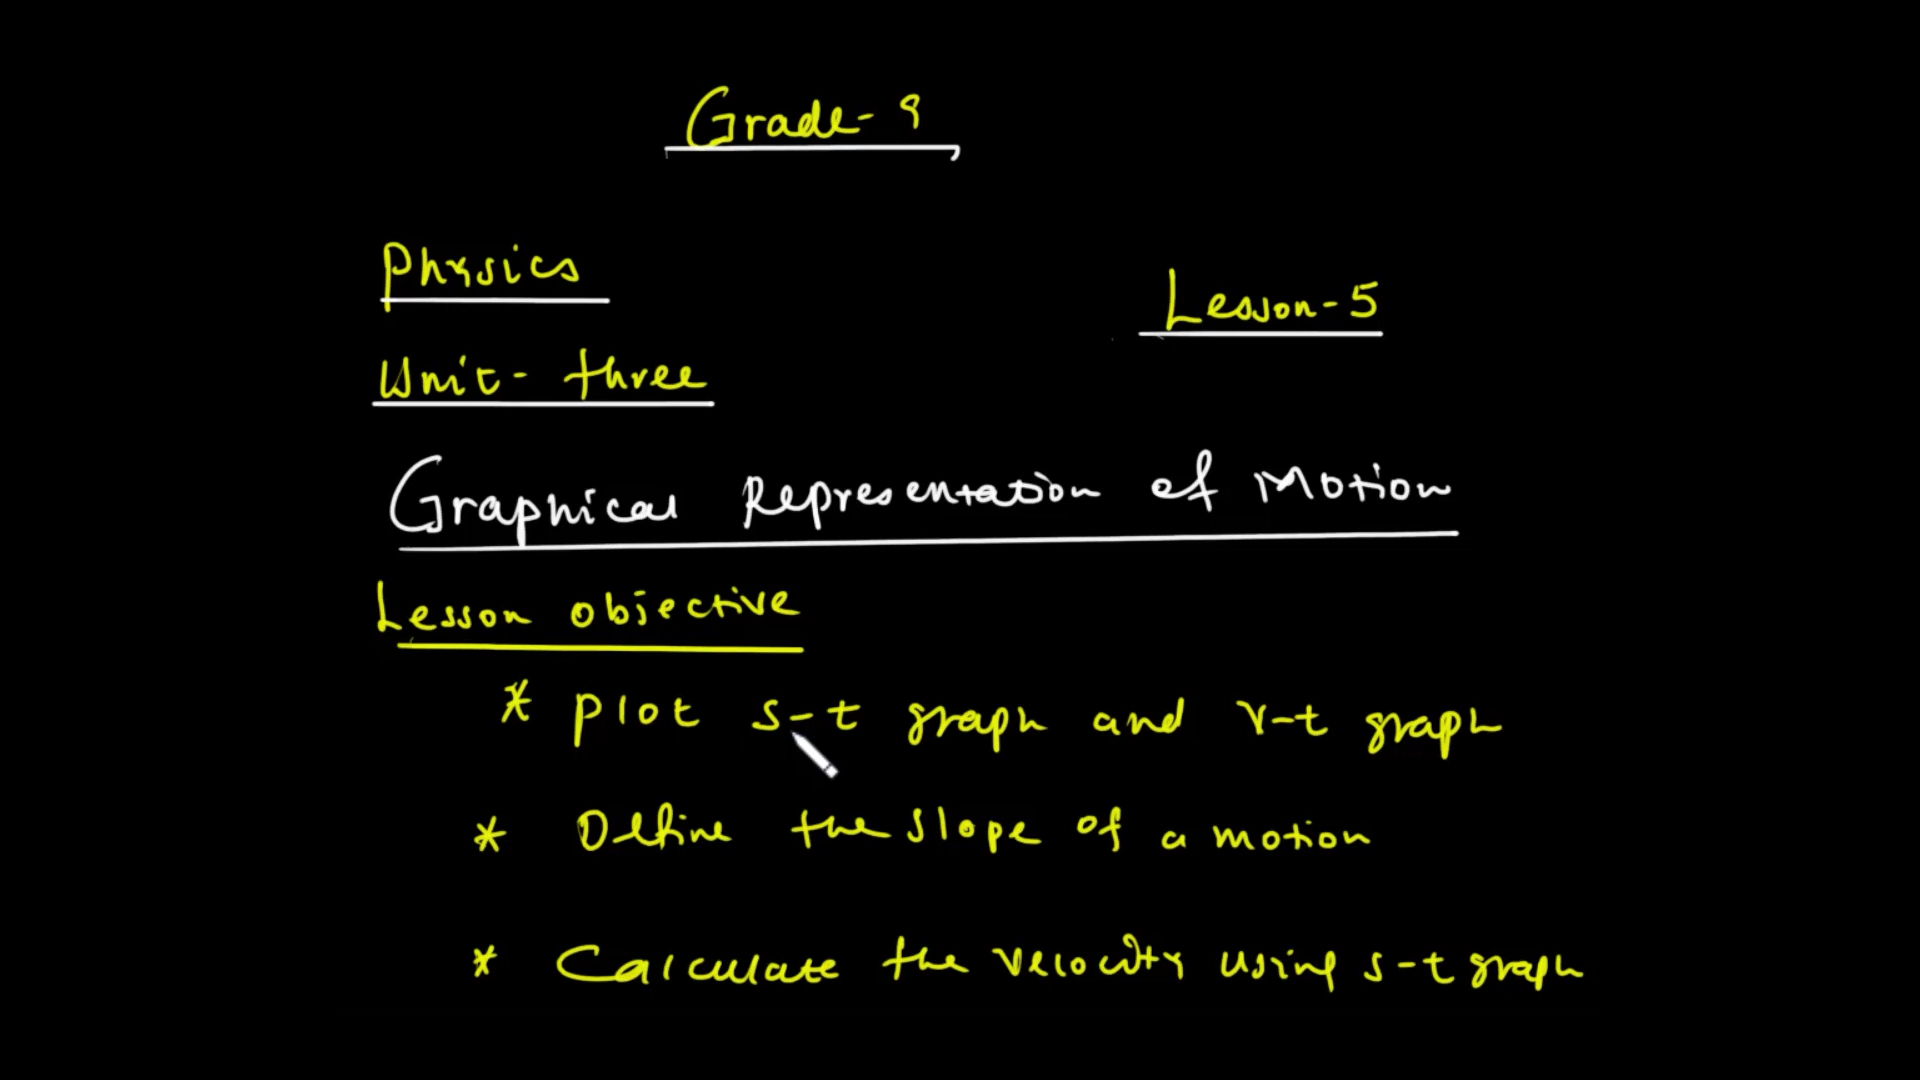 Grade-9
Physics
Lesson-5
Unit- three
Graphical Representation of Motion
Lesson objective
* Plot s-t graph and v-t graph
* Define the slope of a motion
* Calculate the velocity using s-t graph